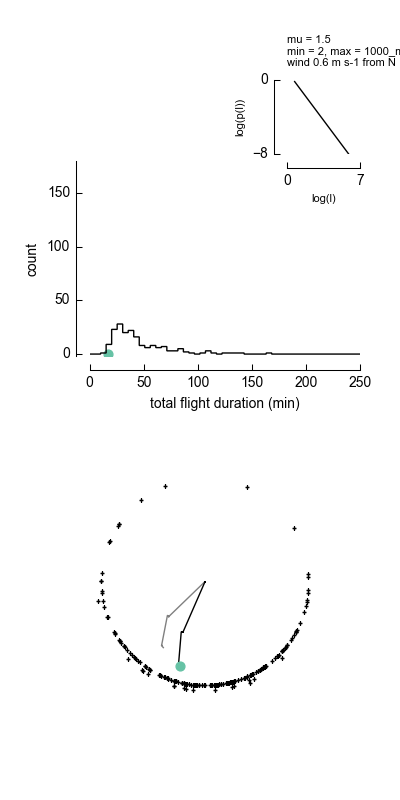 mu = 1.5
min = 2, max = 1000_m
wind 0.6 m s-1 from N
0
log(p(l))
−8
0
7
log(l)
150
100
50
0
count
0
50
100
150
200
250
total flight duration (min)